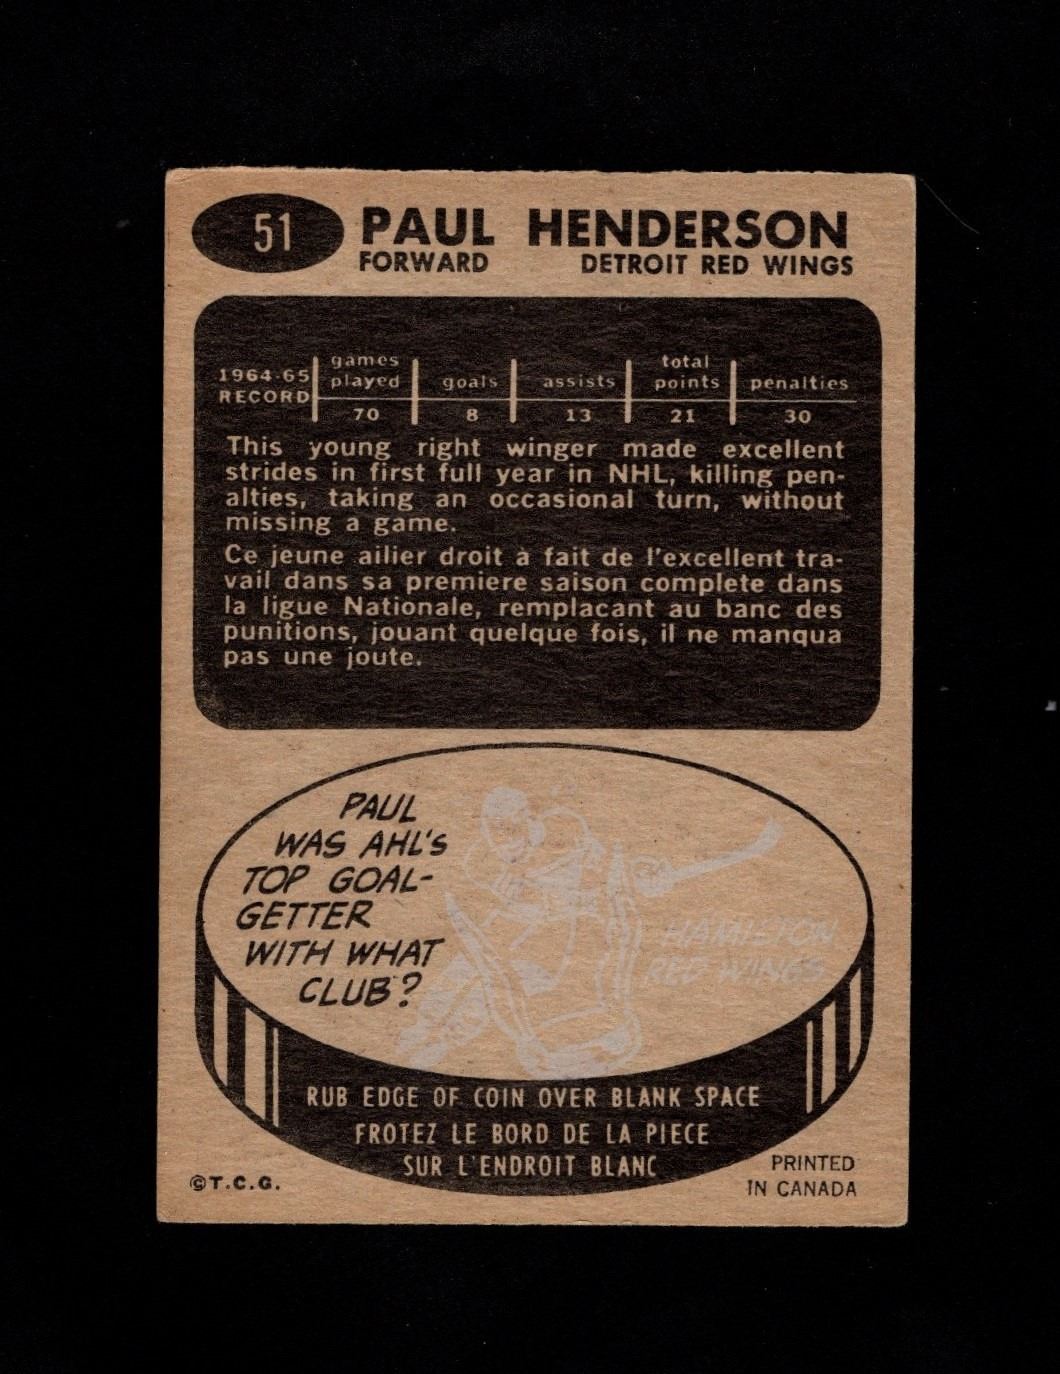 51 PAUL HENDERSON
FORWARD DETROIT RED WINGS
1964-65 RECORD games played goals assists total points penalties
70 8 13 21 30
This young right winger made excellent
strides in first full year in NHL, killing pen-
alties, taking an occasional turn, without
missing a game.
Ce jeune ailier droit a fait de l'excellent tra-
vail dans sa premiere saison complete dans
la ligue Nationale, remplacant au banc des
punitions, jouant quelque fois, il ne manqua
pas une joute.
PAUL
WAS AHL'S
TOP GOAL-
GETTER
WITH WHAT
CLUB?
HAMILTON
RED WINGS
RUB EDGE OF COIN OVER BLANK SPACE
FROTEZ LE BORD DE LA PIECE
SUR L'ENDROIT BLANC
©T.C.G.
PRINTED
IN CANADA